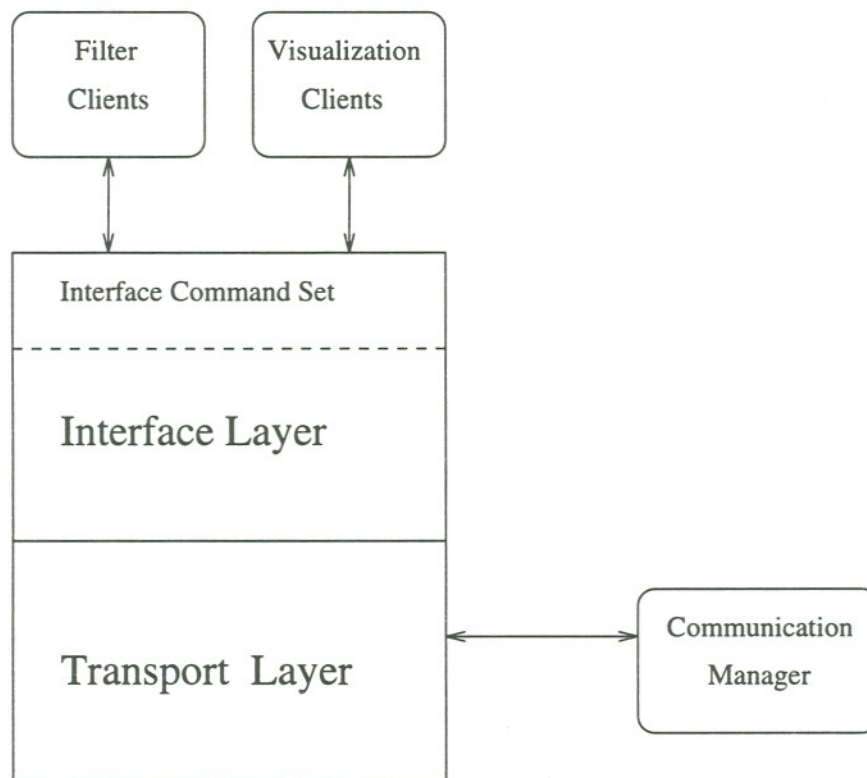 Filter
Clients
Visualization
Clients
Interface Command Set
Interface Layer
Transport Layer
Communication
Manager